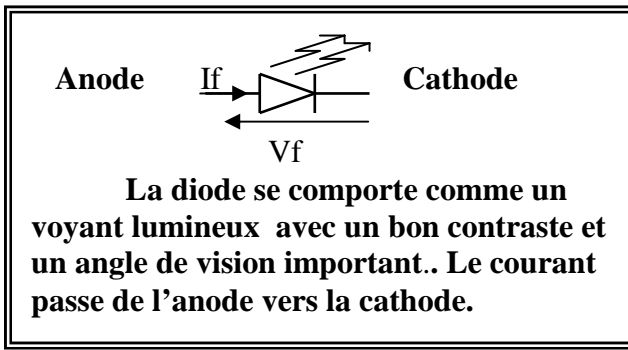 Anode If Cathode
Vf
La diode se comporte comme un
voyant lumineux avec un bon contraste et
un angle de vision important.. Le courant
passe de l’anode vers la cathode.